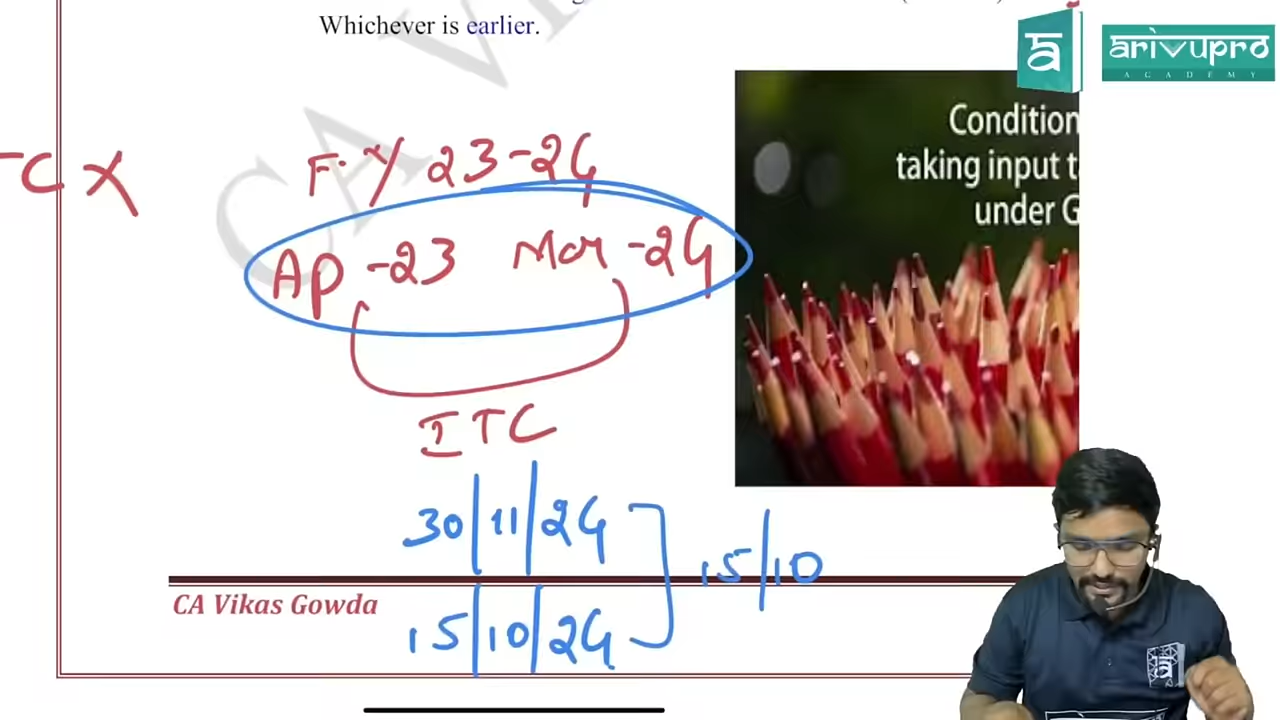 Whichever is earlier.
arivupro
ACADEMY
CA V
TC X
F.Y 23-24
Ap-23 Mar-24
ITC
30|11|24
15|10
15|10|24
Condition
taking input t
under G
CA Vikas Gowda